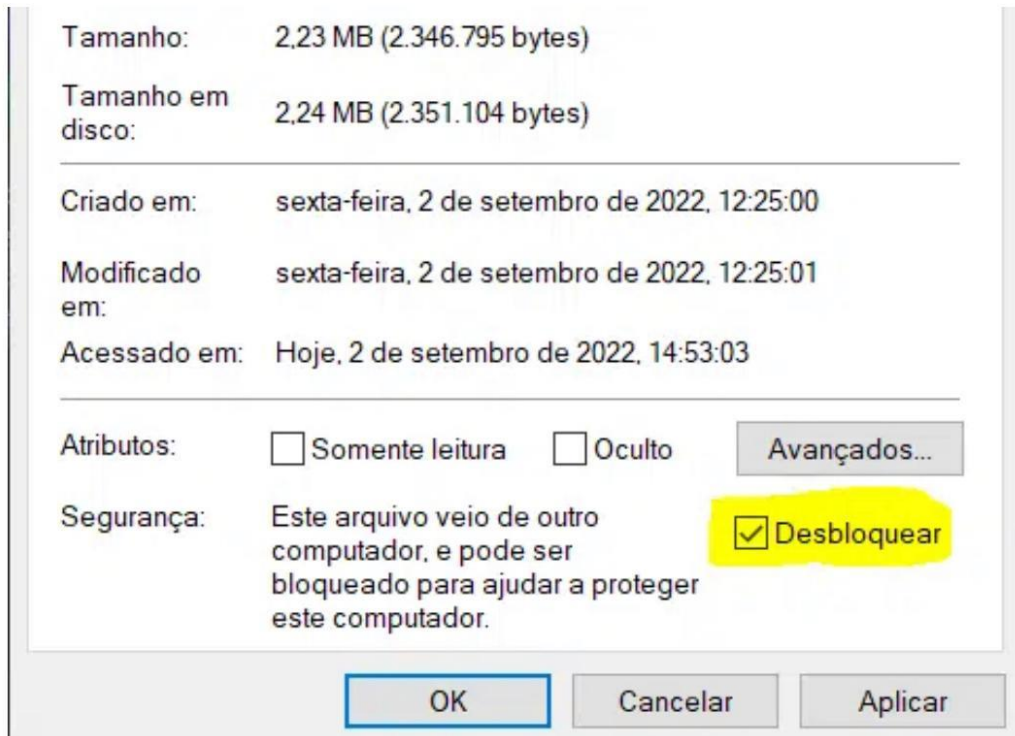 Tamanho: 2,23 MB (2.346.795 bytes)
Tamanho em
disco: 2,24 MB (2.351.104 bytes)
Criado em: sexta-feira, 2 de setembro de 2022, 12:25:00
Modificado
em: sexta-feira, 2 de setembro de 2022, 12:25:01
Acessado em: Hoje, 2 de setembro de 2022, 14:53:03
Atributos: Somente leitura Oculto Avançados...
Segurança: Este arquivo veio de outro
computador, e pode ser
bloqueado para ajudar a proteger
este computador.
Desbloquear
OK Cancelar Aplicar